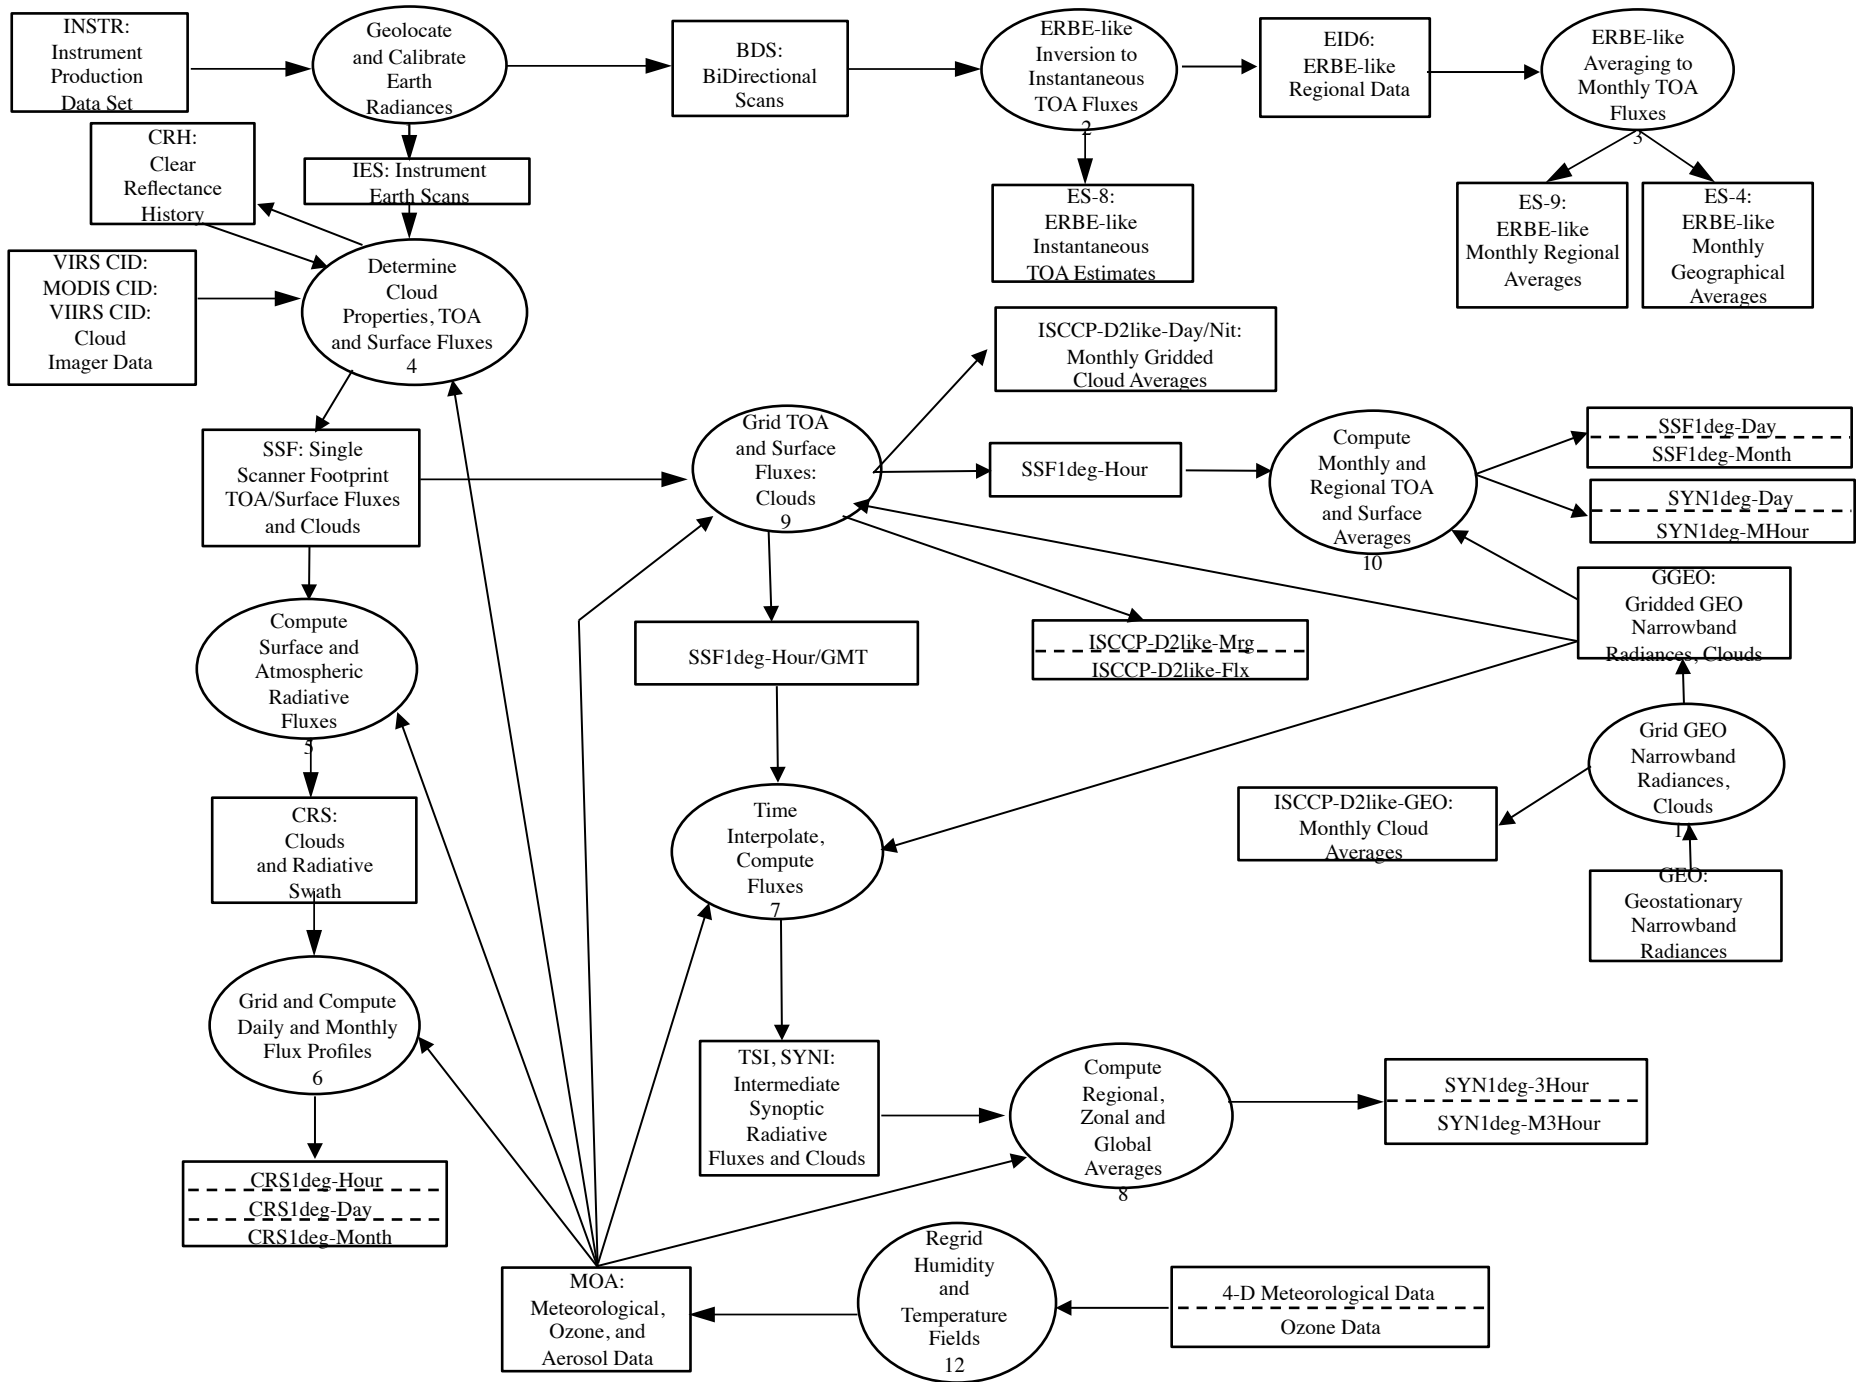 INSTR:
Instrument
Production
Data Set
Geolocate
and Calibrate
Earth
Radiances
BDS:
BiDirectional
Scans
ERBE-like
Inversion to
Instantaneous
TOA Fluxes
2
EID6:
ERBE-like
Regional Data
ERBE-like
Averaging to
Monthly TOA
Fluxes
3
CRH:
Clear
Reflectance
History
IES: Instrument
Earth Scans
ES-8:
ERBE-like
Instantaneous
TOA Estimates
ES-9:
ERBE-like
Monthly Regional
Averages
ES-4:
ERBE-like
Monthly
Geographical
Averages
VIRS CID:
MODIS CID:
VIIRS CID:
Cloud
Imager Data
Determine
Cloud
Properties, TOA
and Surface Fluxes
4
ISCCP-D2like-Day/Nit:
Monthly Gridded
Cloud Averages
SSF: Single
Scanner Footprint
TOA/Surface Fluxes
and Clouds
Grid TOA
and Surface
Fluxes:
Clouds
9
SSF1deg-Hour
Compute
Monthly and
Regional TOA
and Surface
Averages
10
SSF1deg-Day
SSF1deg-Month
SYN1deg-Day
SYN1deg-MHour
GGEO:
Gridded GEO
Narrowband
Radiances, Clouds
Compute
Surface and
Atmospheric
Radiative
Fluxes
5
SSF1deg-Hour/GMT
ISCCP-D2like-Mrg
ISCCP-D2like-Flx
Grid GEO
Narrowband
Radiances,
Clouds
CRS:
Clouds
and Radiative
Swath
Time
Interpolate,
Compute
Fluxes
7
ISCCP-D2like-GEO:
Monthly Cloud
Averages
GEO:
Geostationary
Narrowband
Radiances
Grid and Compute
Daily and Monthly
Flux Profiles
6
TSI, SYNI:
Intermediate
Synoptic
Radiative
Fluxes and Clouds
Compute
Regional,
Zonal and
Global
Averages
8
SYN1deg-3Hour
SYN1deg-M3Hour
CRS1deg-Hour
CRS1deg-Day
CRS1deg-Month
MOA:
Meteorological,
Ozone, and
Aerosol Data
Regrid
Humidity
and
Temperature
Fields
12
4-D Meteorological Data
Ozone Data